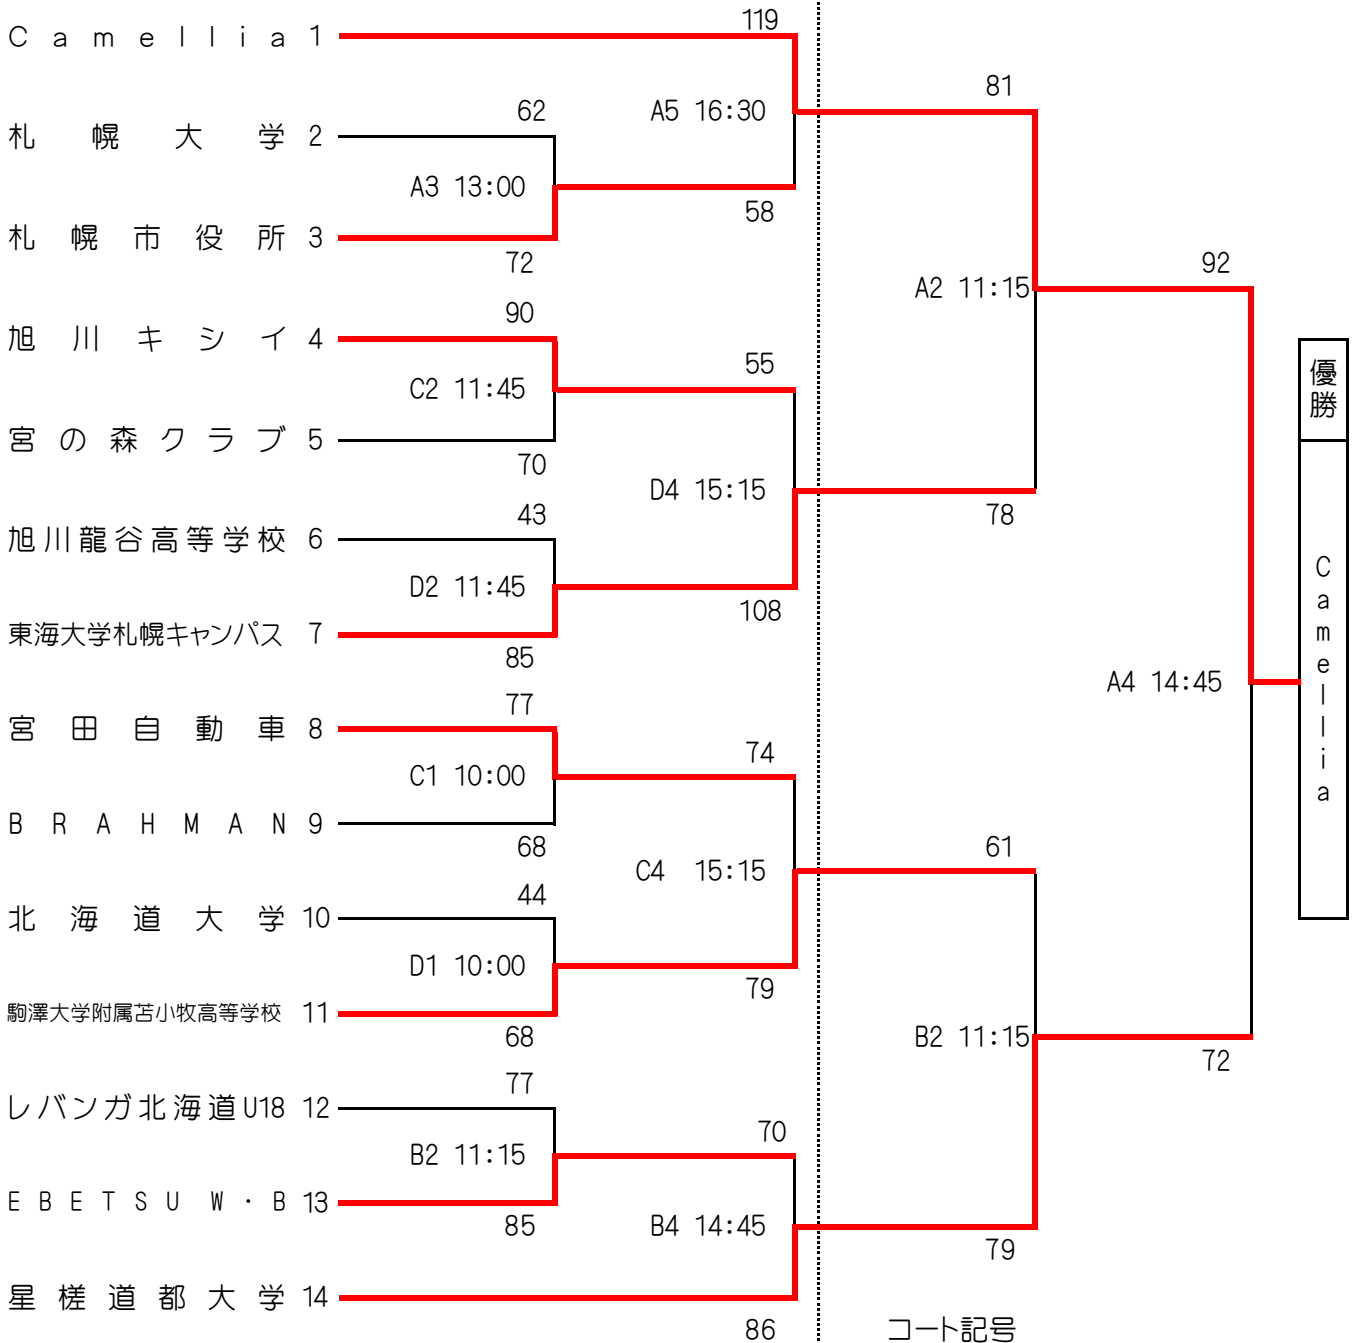 119
Camellia 1
81
62
A5 16:30
札幌大学 2
A3 13:00
58
札幌市役所 3
72
92
A2 11:15
90
旭川キシイ 4
55
優勝
C2 11:45
宮の森クラブ 5
70
D4 15:15
43
78
旭川龍谷高等学校 6
D2 11:45
108
Camellia
東海大学札幌キャンパス 7
85
A4 14:45
77
宮田自動車 8
74
C1 10:00
BRAHMAN 9
68
61
C4 15:15
44
北海道大学 10
D1 10:00
79
駒澤大学附属苫小牧高等学校 11
68
B2 11:15
72
77
レバンガ北海道U18 12
70
B2 11:15
EBETSU W・B 13
85
B4 14:45
79
星槎道都大学 14
86
コート記号